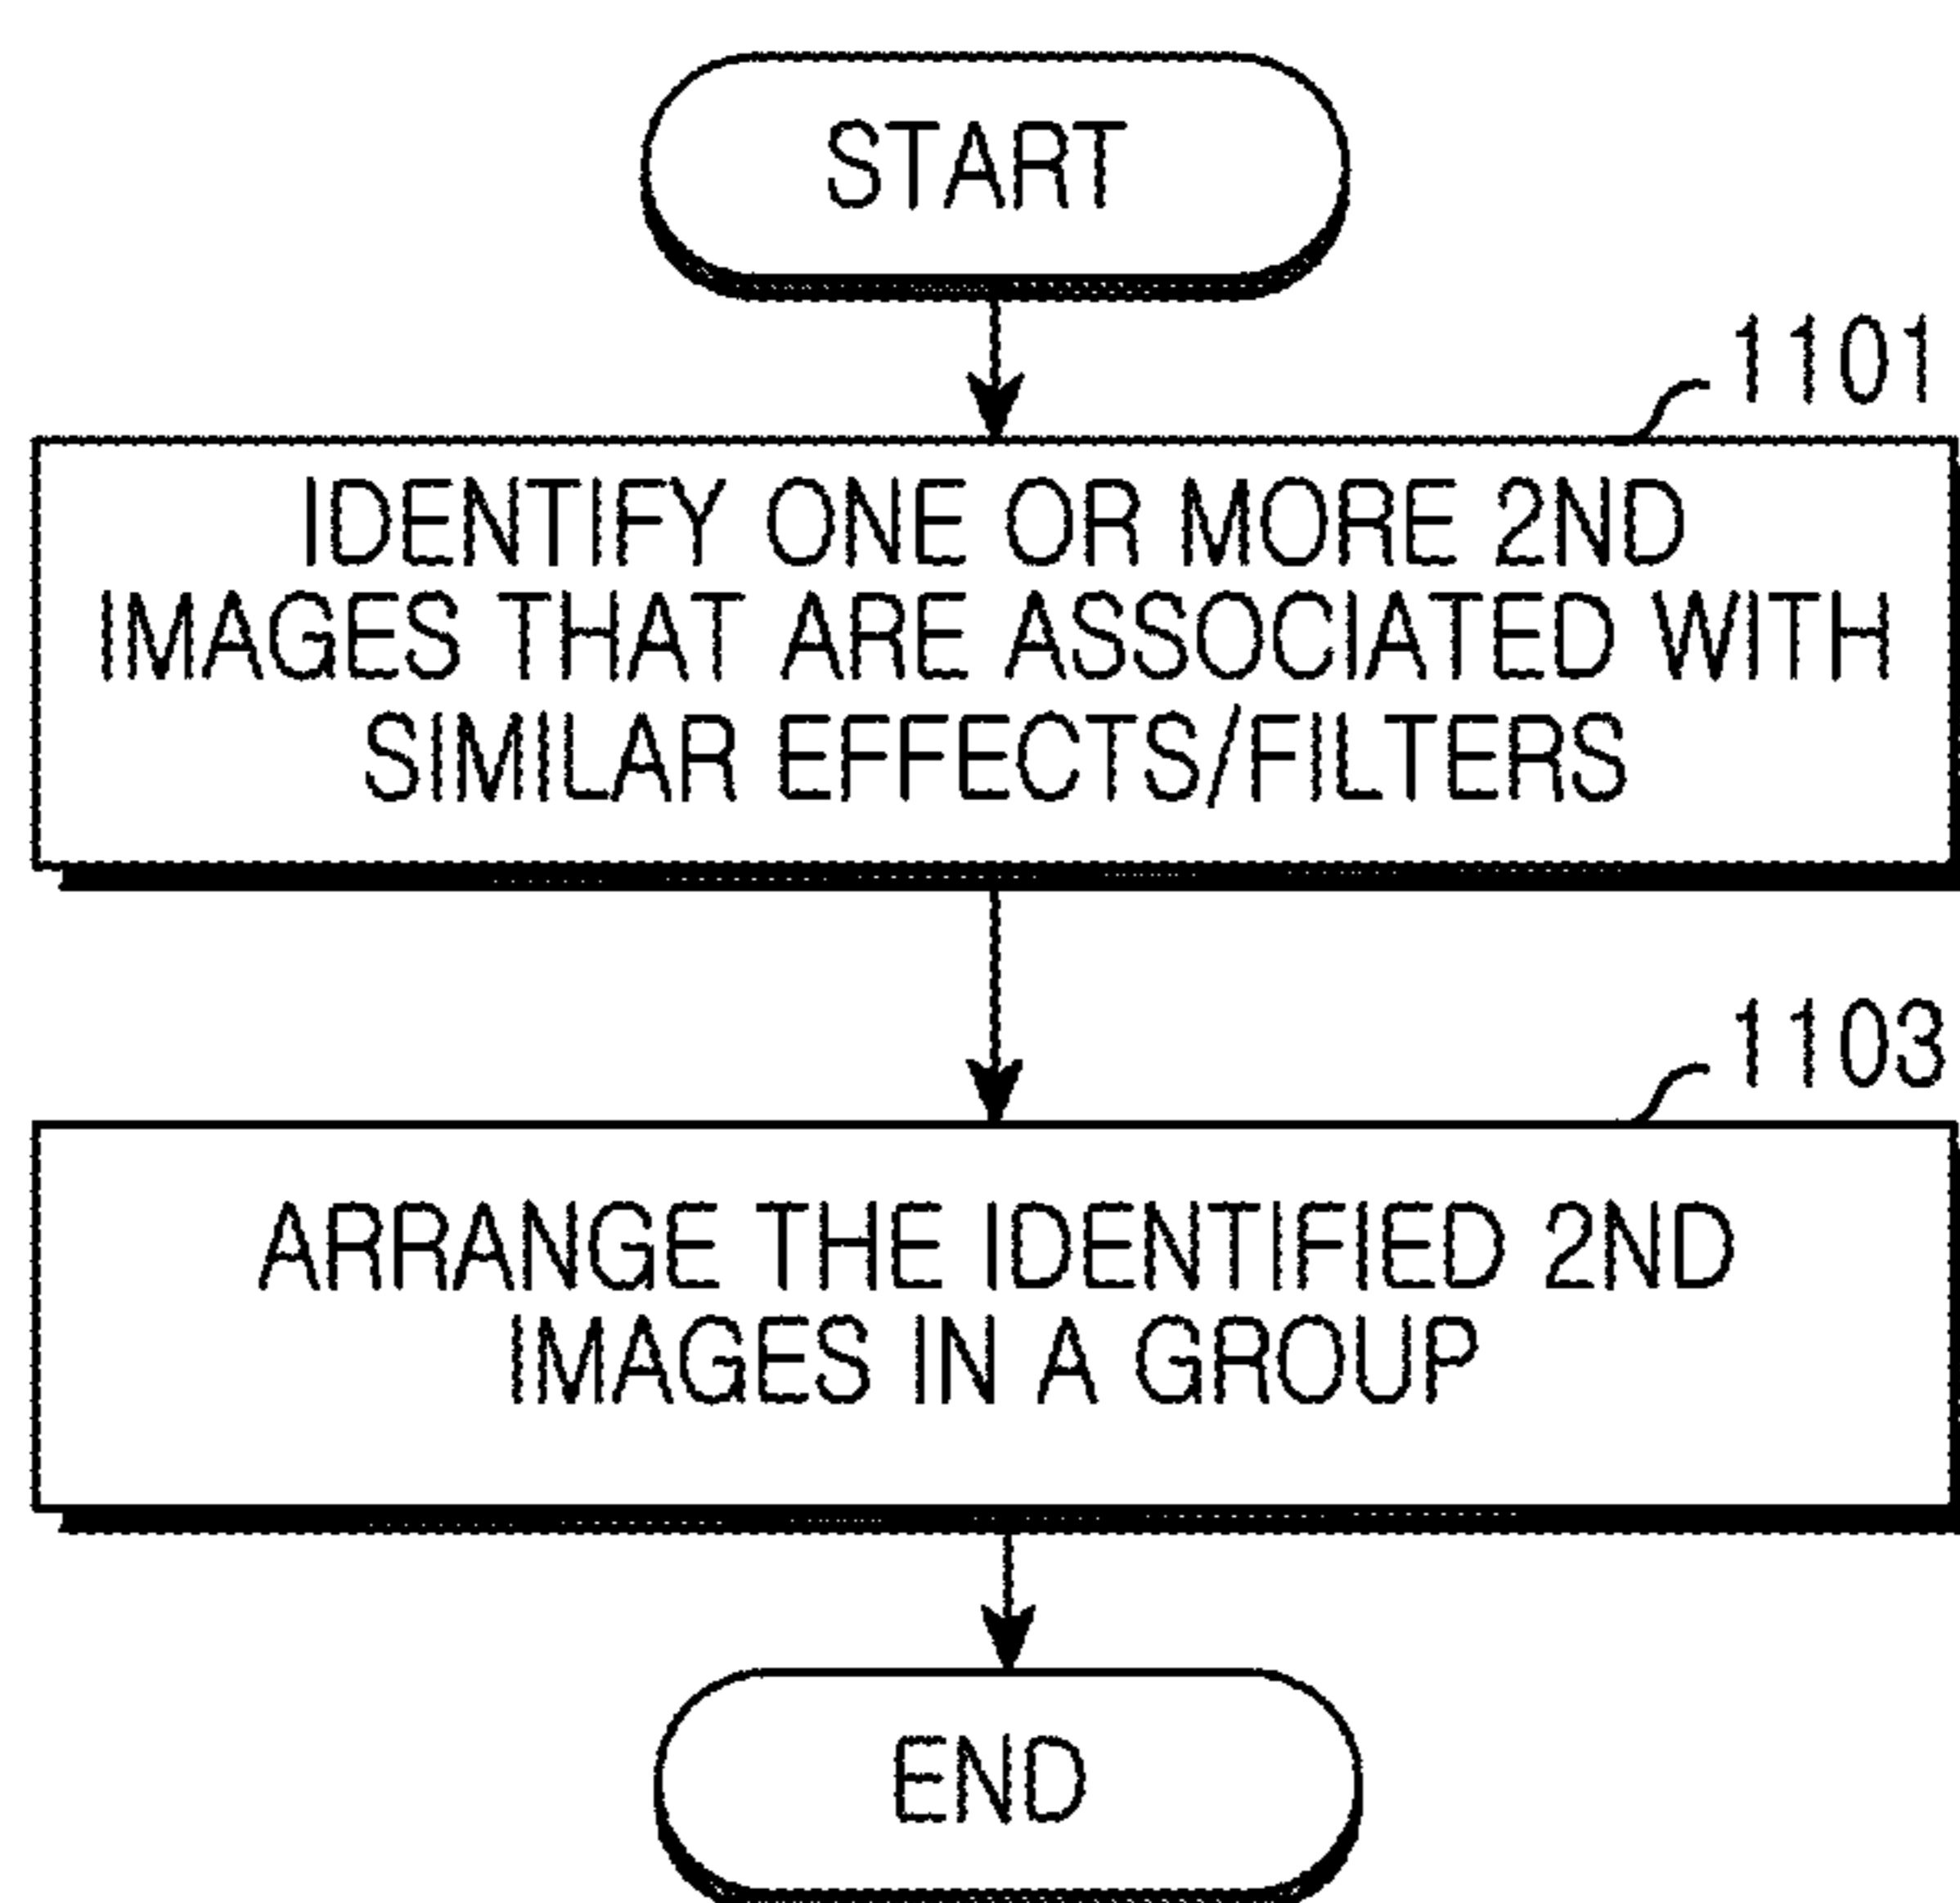 START
1101
IDENTIFY ONE OR MORE 2ND
IMAGES THAT ARE ASSOCIATED WITH
SIMILAR EFFECTS/FILTERS
1103
ARRANGE THE IDENTIFIED 2ND
IMAGES IN A GROUP
END